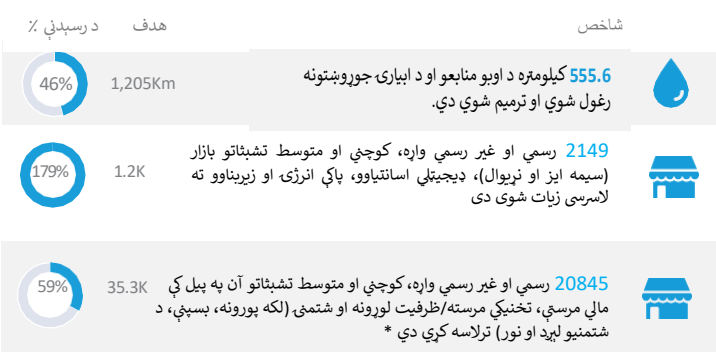 شاخص هدف د رسېدنې ٪
555.6 کیلومتره د اوبو منابعو او د ابیارۍ جوړوښتونه
رغول شوي او ترمیم شوي دي.
1,205Km
46%
2149 رسمي او غیر رسمي واړه، کوچني او متوسط تشبثاتو بازار
(سیمه ایز او نړیوال)، ډیجیټلي اسانتیاوو، پاکې انرژۍ او زیربناوو ته
لاسرسی زیات شوی دی
1.2K
179%
20845 رسمي او غیر رسمي واړه، کوچني او متوسط تشبثاتو آن په پیل کې
مالي مرستې، تخنیکي مرسته/ظرفیت لوړونه او شتمنۍ (لکه پورونه، بسپنې، د
شتمنیو لېږد او نور) ترلاسه کړي دي *
35.3K
59%